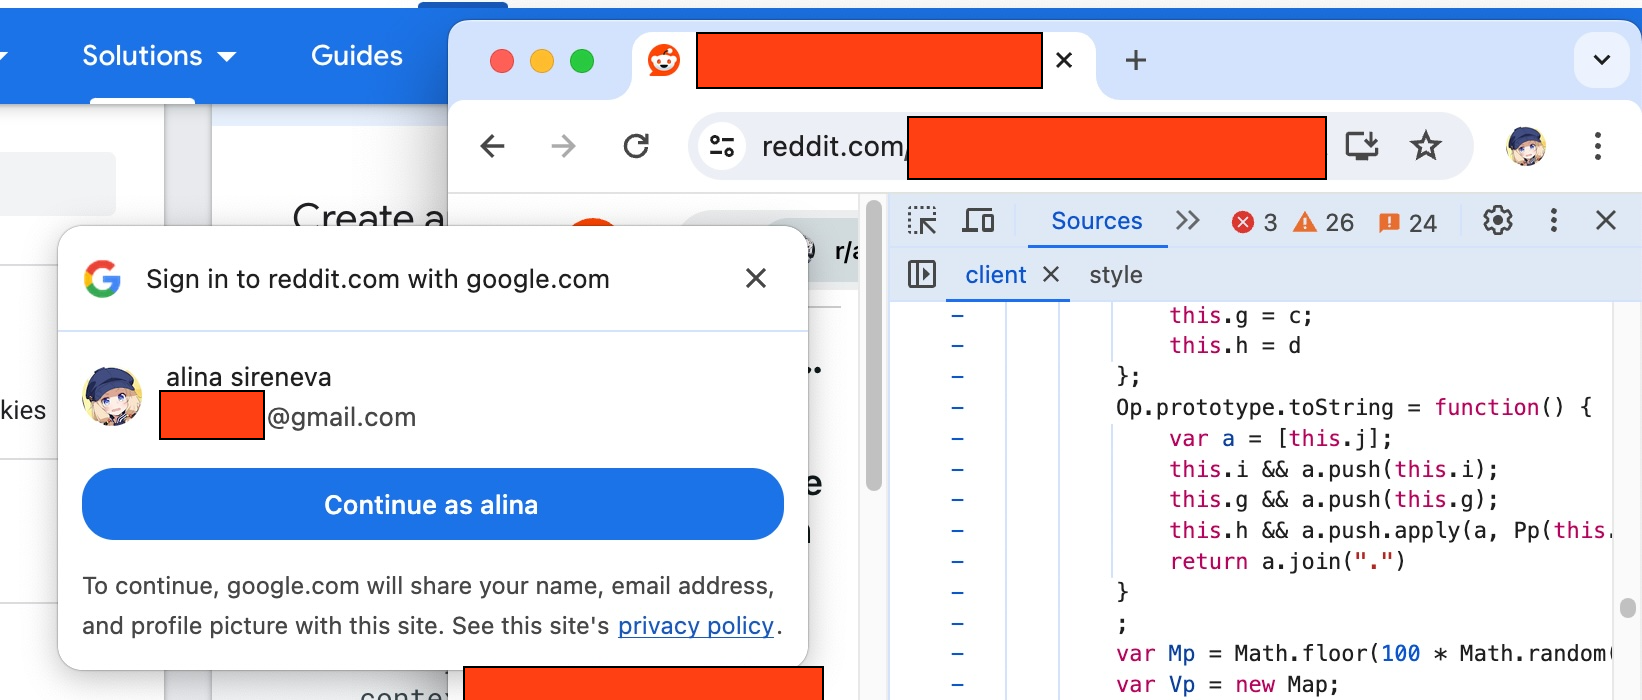 Solutions
Guides
reddit.com/
Create a
r/a
Sources
3
26
24
client
style
Sign in to reddit.com with google.com
alina sireneva
@gmail.com
Continue as alina
To continue, google.com will share your name, email address,
and profile picture with this site. See this site's privacy policy.
kies
e
conte
this.g = c;
this.h = d
};
Op.prototype.toString = function() {
var a = [this.j];
this.i && a.push(this.i);
this.g && a.push(this.g);
this.h && a.push.apply(a, Pp(this.
return a.join(".")
}
;
var Mp = Math.floor(100 * Math.random(
var Vp = new Map;